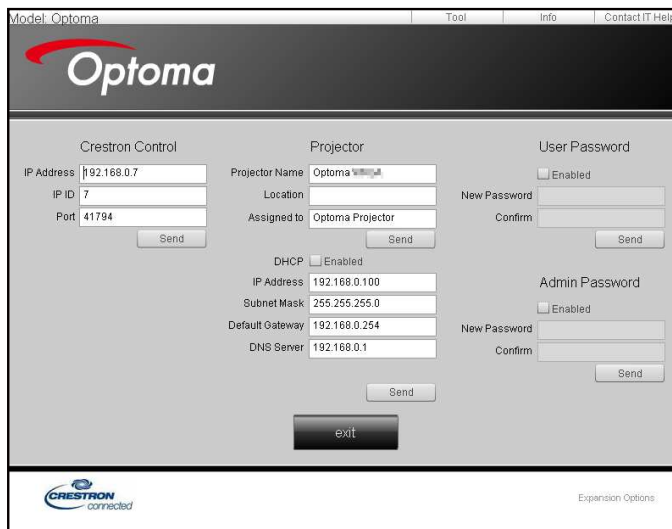 Model: Optoma
Tool
Info
Contact IT Help
Optoma
Crestron Control
IP Address 192.168.0.7
IP ID 7
Port 41794
Send
Projector
Projector Name Optoma
Location
Assigned to Optoma Projector
Send
DHCP Enabled
IP Address 192.168.0.100
Subnet Mask 255.255.255.0
Default Gateway 192.168.0.254
DNS Server 192.168.0.1
Send
User Password
Enabled
New Password
Confirm
Send
Admin Password
Enabled
New Password
Confirm
Send
exit
CRESTRON
connected
Expansion Options